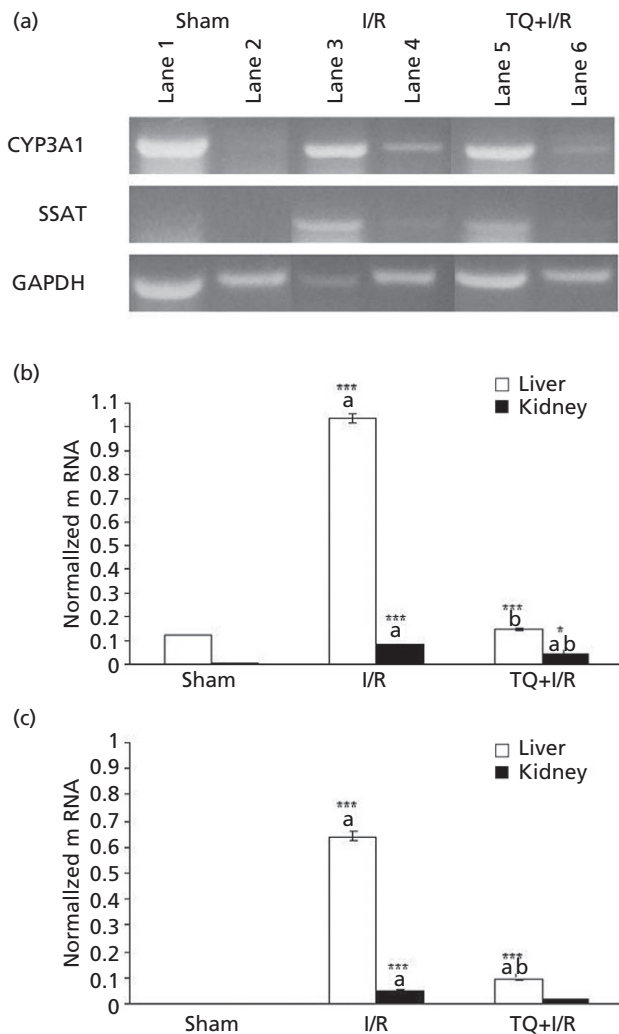 (a)
Sham I/R TQ+I/R
Lane 1 Lane 2 Lane 3 Lane 4 Lane 5 Lane 6
CYP3A1
SSAT
GAPDH
(b)
Liver
Kidney
Normallzed m RNA
1.1
1
0.9
0.8
0.7
0.6
0.5
0.4
0.3
0.2
0.1
0
***
a
***
a
***
b
*
ab
Sham I/R TQ+I/R
(c)
Liver
Kidney
Normallzed m RNA
1
0.9
0.8
0.7
0.6
0.5
0.4
0.3
0.2
0.1
0
***
a
***
a
***
ab
Sham I/R TQ+I/R